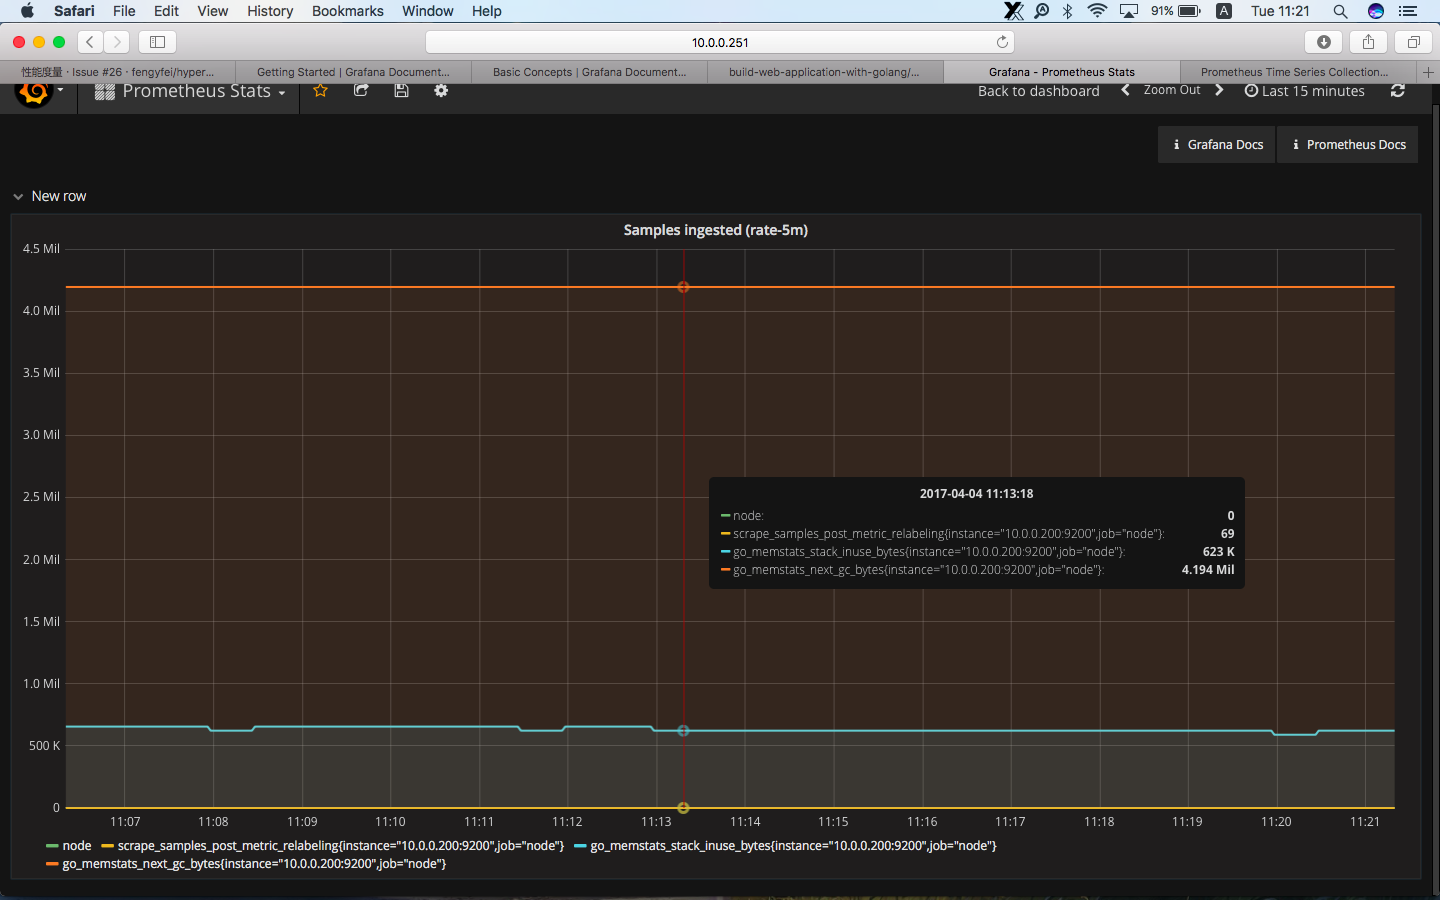 Safari File Edit View History Bookmarks Window Help 91% A Tue 11:21
10.0.0.251
性能度量 · Issue #26 · fengyfei/hyper... Getting Started | Grafana Document... Basic Concepts | Grafana Document... build-web-application-with-golang/... Grafana - Prometheus Stats Prometheus Time Series Collection...
Prometheus Stats Back to dashboard Zoom Out Last 15 minutes
Grafana Docs Prometheus Docs
New row
Samples ingested (rate-5m)
4.5 Mil
4.0 Mil
3.5 Mil
3.0 Mil
2.5 Mil
2.0 Mil
1.5 Mil
1.0 Mil
500 K
0
2017-04-04 11:13:18
node: 0
scrape_samples_post_metric_relabeling{instance="10.0.0.200:9200",job="node"}: 69
go_memstats_stack_inuse_bytes{instance="10.0.0.200:9200",job="node"}: 623 K
go_memstats_next_gc_bytes{instance="10.0.0.200:9200",job="node"}: 4.194 Mil
11:07 11:08 11:09 11:10 11:11 11:12 11:13 11:14 11:15 11:16 11:17 11:18 11:19 11:20 11:21
node scrape_samples_post_metric_relabeling{instance="10.0.0.200:9200",job="node"} go_memstats_stack_inuse_bytes{instance="10.0.0.200:9200",job="node"}
go_memstats_next_gc_bytes{instance="10.0.0.200:9200",job="node"}